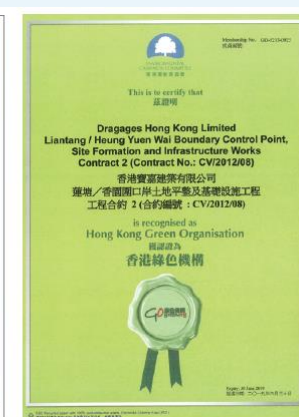 This is to certify that
茲證明
Dragages Hong Kong Limited
Liantang / Heung Yuen Wai Boundary Control Point,
Site Formation and Infrastructure Works
Contract 2 (Contract No.: CV/2012/08)
香港寶嘉建築有限公司
蓮塘／香園圍口岸土地平整及基礎設施工程
工程合約 2 (合約編號 : CV/2012/08)
is recognised as
Hong Kong Green Organisation
獲認證為
香港綠色機構